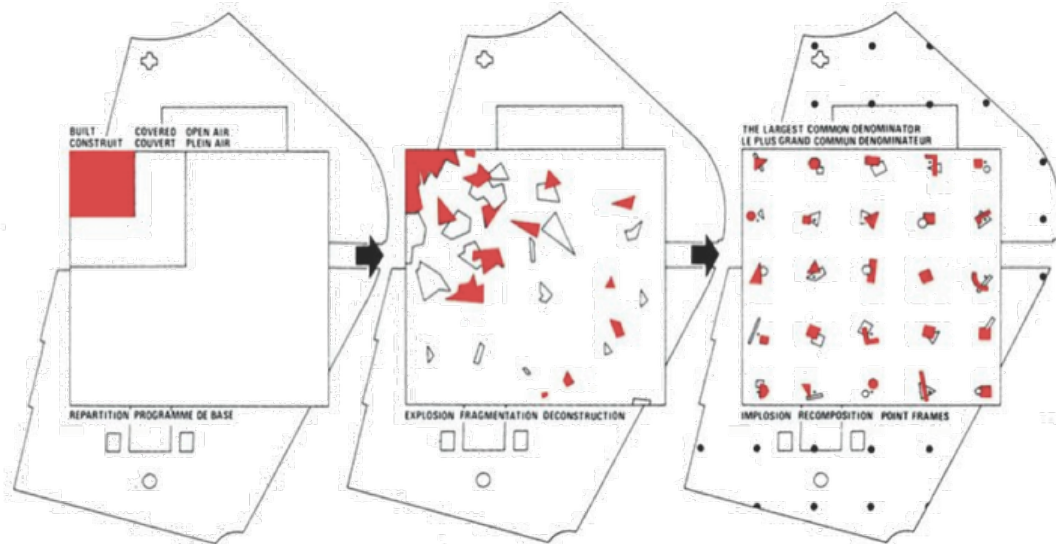 BUILT
CONSTRUIT
COVERED
COUVERT
OPEN AIR
PLEIN AIR
REPARTITION PROGRAMME DE BASE
EXPLOSION FRAGMENTATION DECONSTRUCTION
THE LARGEST COMMON DENOMINATOR
LE PLUS GRAND COMMUN DENOMINATEUR
IMPLOSION RECOMPOSITION POINT FRAMES